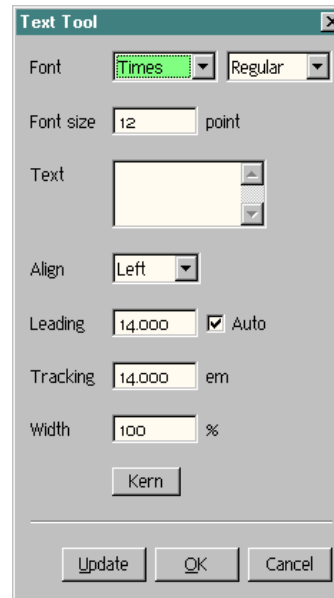 Text Tool
Font Times Regular
Font size 12 point
Text
Align Left
Leading 14.000 Auto
Tracking 14.000 em
Width 100 %
Kern
Update OK Cancel